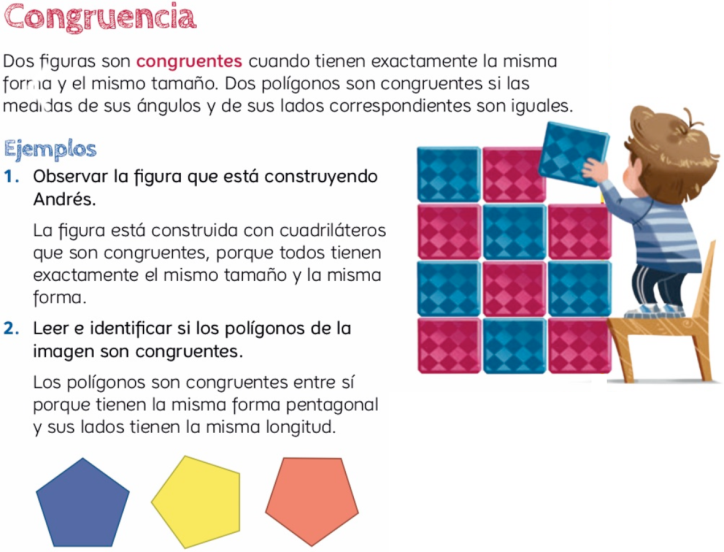 Congruencia
Dos figuras son congruentes cuando tienen exactamente la misma
forma y el mismo tamaño. Dos polígonos son congruentes si las
medidas de sus ángulos y de sus lados correspondientes son iguales.
Ejemplos
1. Observar la figura que está construyendo
Andrés.
La figura está construida con cuadriláteros
que son congruentes, porque todos tienen
exactamente el mismo tamaño y la misma
forma.
2. Leer e identificar si los polígonos de la
imagen son congruentes.
Los polígonos son congruentes entre sí
porque tienen la misma forma pentagonal
y sus lados tienen la misma longitud.